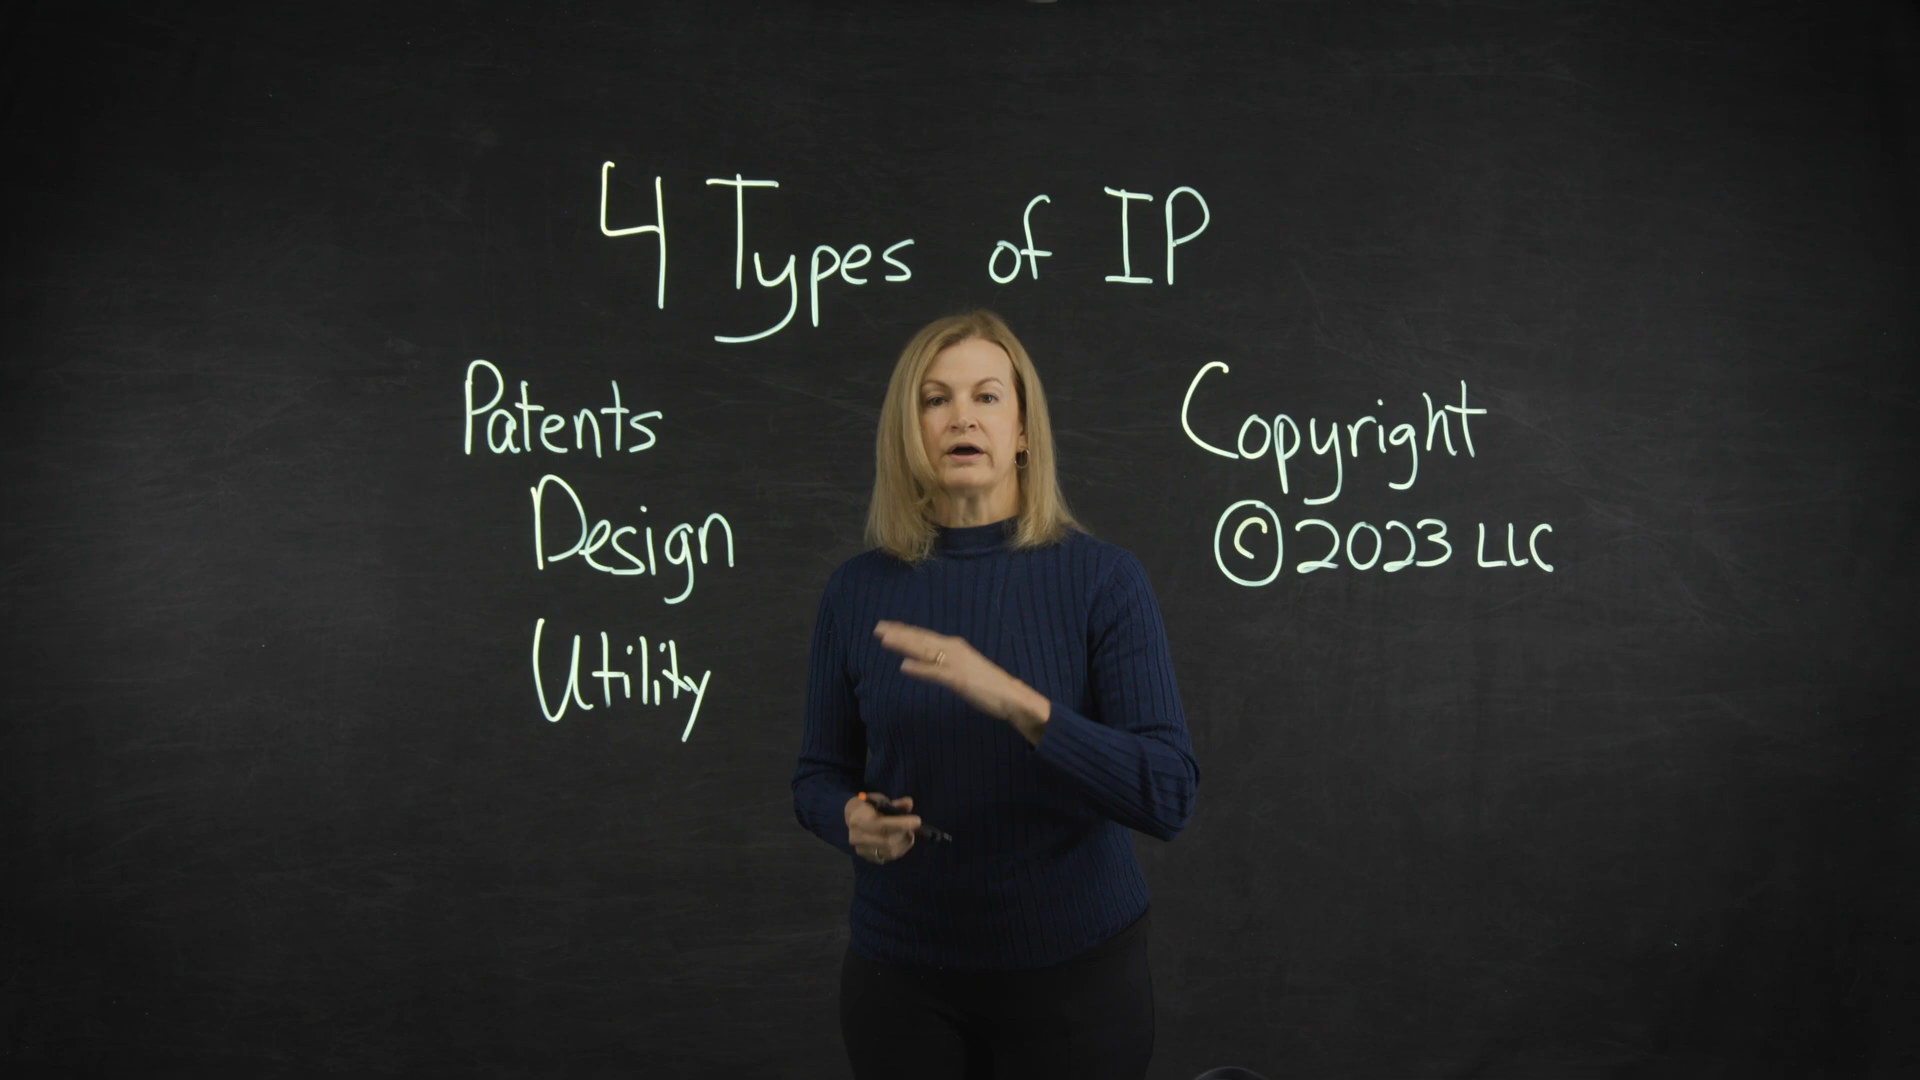 4 Types of IP
Patents
Design
Utility
Copyright
© 2023 LLC